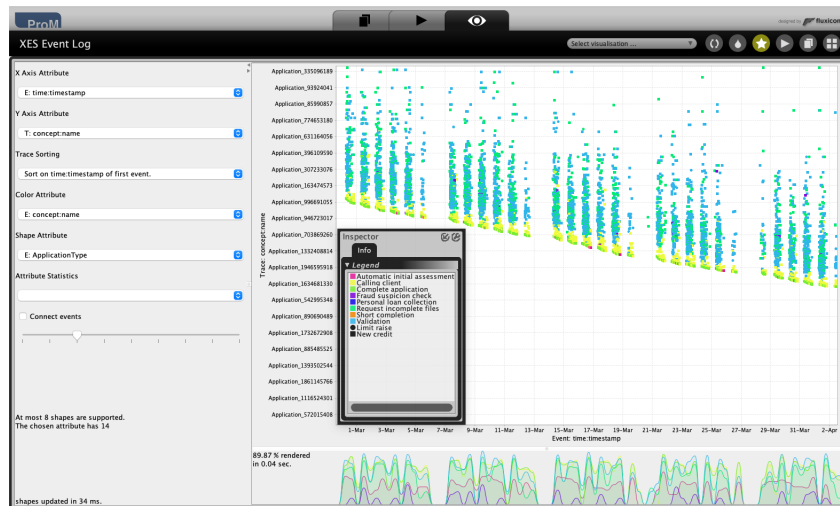 ProM
designed by fluxicon
XES Event Log
Select visualisation ...
X Axis Attribute
E: time:timestamp
Y Axis Attribute
T: concept:name
Trace Sorting
Sort on time:timestamp of first event.
Color Attribute
E: concept:name
Shape Attribute
E: ApplicationType
Attribute Statistics
Connect events
At most 8 shapes are supported.
The chosen attribute has 14
shapes updated in 34 ms.
Trace: concept:name
Application_335096189
Application_93924041
Application_85990857
Application_774653180
Application_631164056
Application_396109590
Application_307233076
Application_163474573
Application_996691055
Application_946723017
Application_703869260
Application_1332408814
Application_1946595918
Application_1634681330
Application_542995348
Application_890690489
Application_1732672908
Application_885485525
Application_1393502544
Application_1861145766
Application_1116524301
Application_572015408
Inspector
Info
Legend
Automatic initial assessment
Calling client
Complete application
Fraud suspicion check
Personal loan collection
Request incomplete files
Short completion
Validation
Limit raise
New credit
1-Mar 3-Mar 5-Mar 7-Mar 9-Mar 11-Mar 13-Mar 15-Mar 17-Mar 19-Mar 21-Mar 23-Mar 25-Mar 27-Mar 29-Mar 31-Mar 2-Apr
Event: time:timestamp
89.87 % rendered
in 0.04 sec.